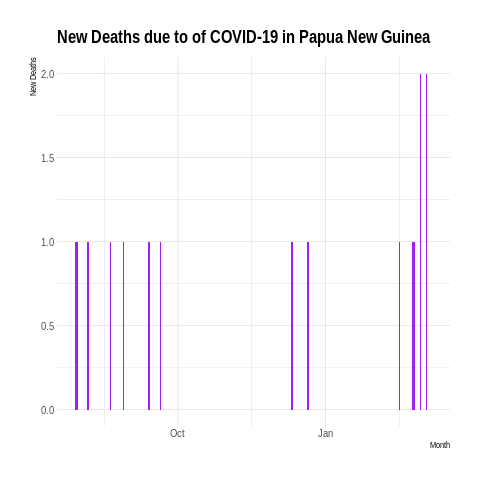 New Deaths due to of COVID-19 in Papua New Guinea
New Deaths
2.0
1.5
1.0
0.5
0.0
Oct
Jan
Month